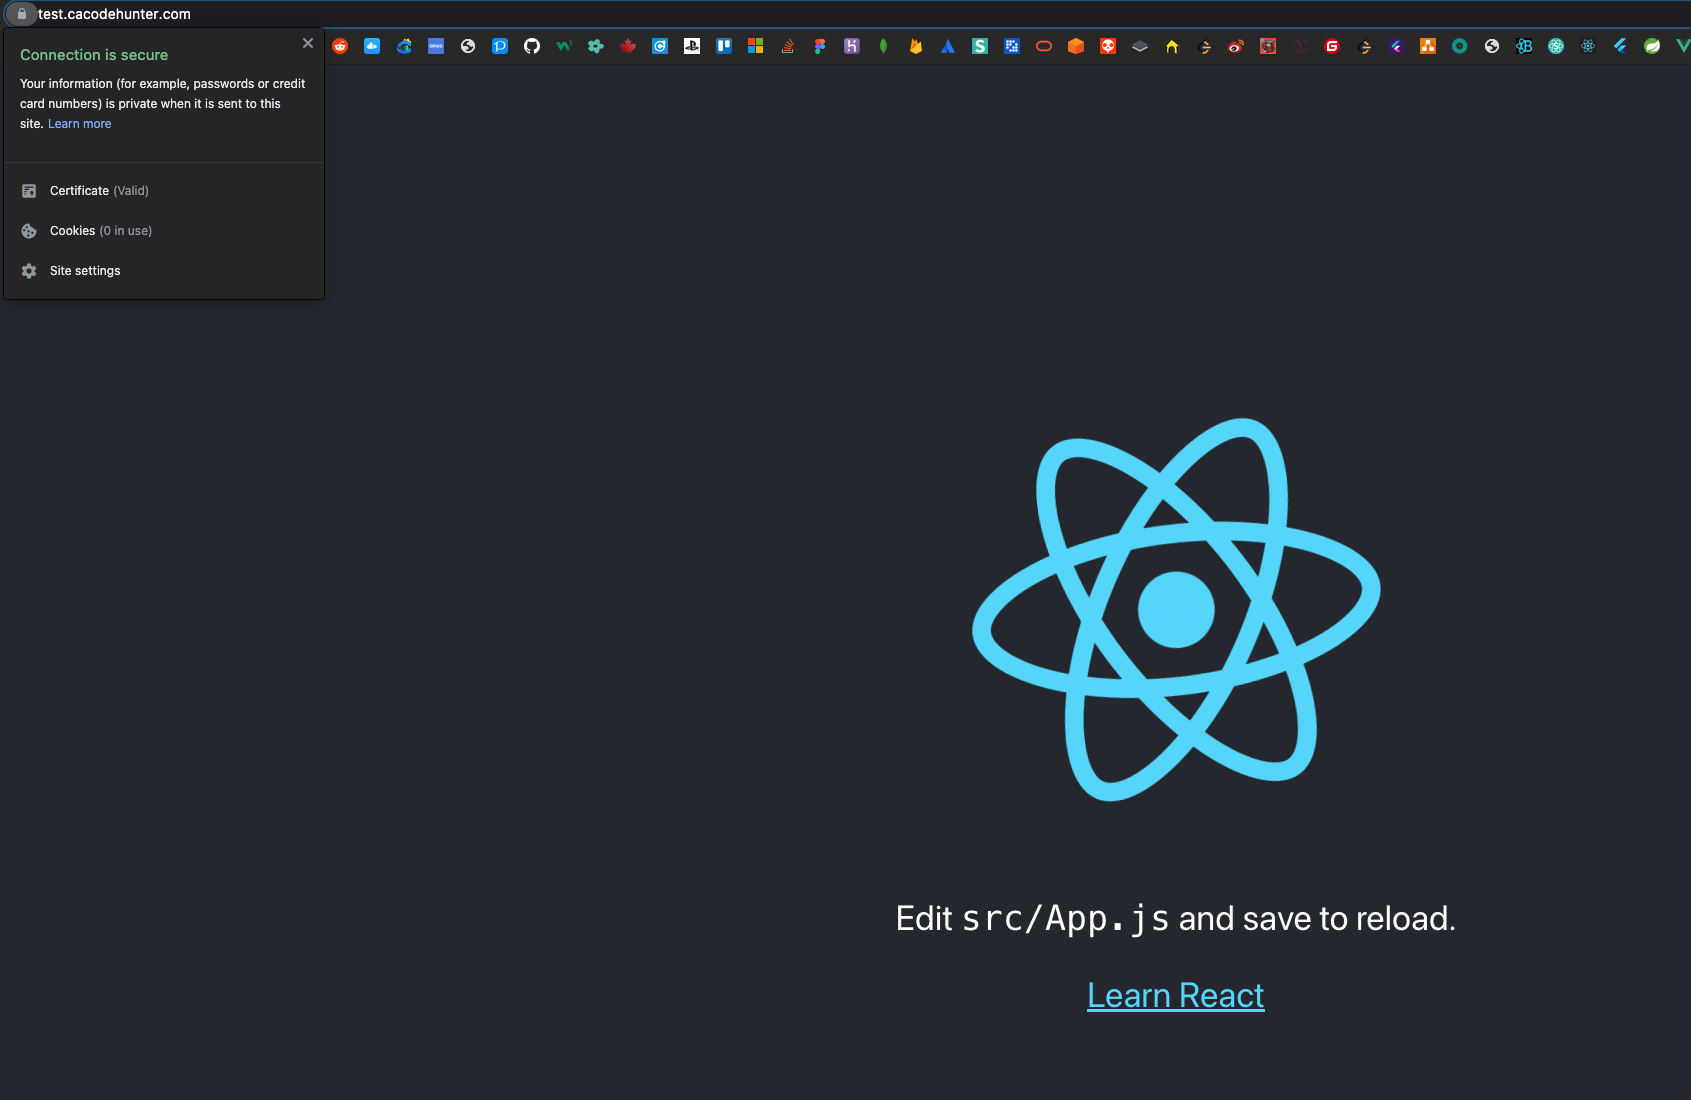 test.cacodehunter.com
Connection is secure
Your information (for example, passwords or credit
card numbers) is private when it is sent to this
site. Learn more
Certificate (Valid)
Cookies (0 in use)
Site settings
Edit src/App.js and save to reload.
Learn React